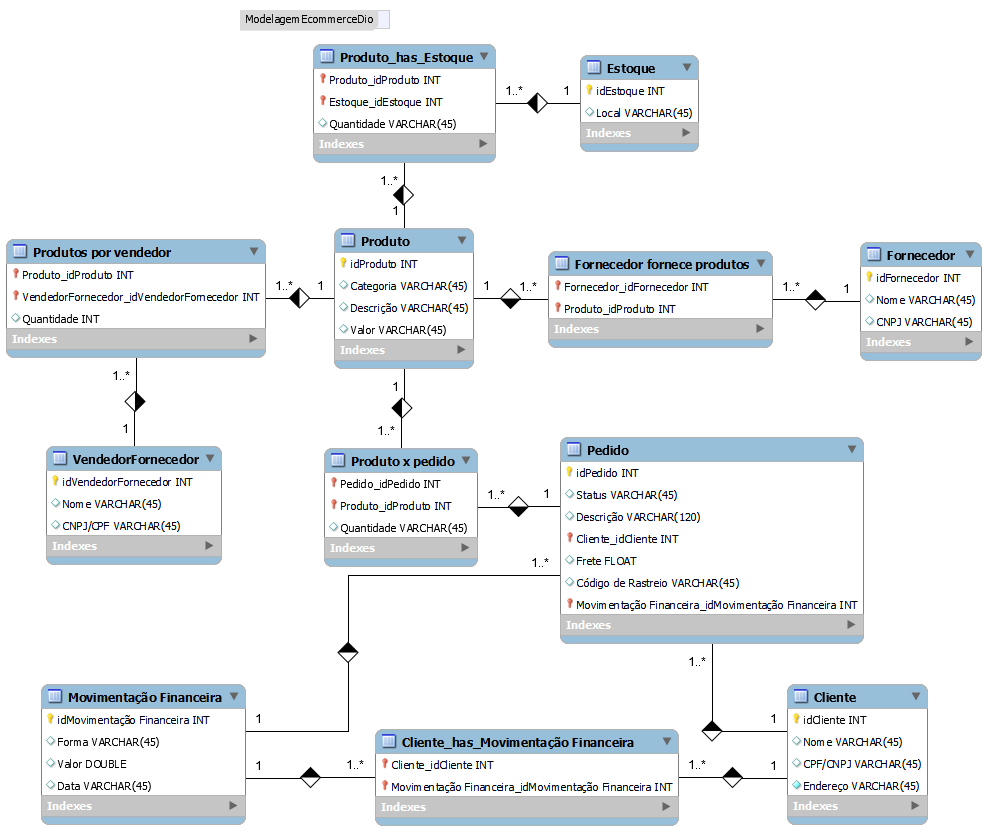 ModelagemEcommerceDio
Produto_has_Estoque
Produto_idProduto INT
Estoque_idEstoque INT
Quantidade VARCHAR(45)
Indexes
1..*
1
Estoque
idEstoque INT
Local VARCHAR(45)
Indexes
1..*
1
Produtos por vendedor
Produto_idProduto INT
VendedorFornecedor_idVendedorFornecedor INT
Quantidade INT
Indexes
1..*
1
Produto
idProduto INT
Categoria VARCHAR(45)
Descrição VARCHAR(45)
Valor VARCHAR(45)
Indexes
1
1..*
Fornecedor fornece produtos
Fornecedor_idFornecedor INT
Produto_idProduto INT
Indexes
1..*
1
Fornecedor
idFornecedor INT
Nome VARCHAR(45)
CNPJ VARCHAR(45)
Indexes
1..*
1
VendedorFornecedor
idVendedorFornecedor INT
Nome VARCHAR(45)
CNPJ/CPF VARCHAR(45)
Indexes
1
1..*
Produto x pedido
Pedido_idPedido INT
Produto_idProduto INT
Quantidade VARCHAR(45)
Indexes
1..*
1
Pedido
idPedido INT
Status VARCHAR(45)
Descrição VARCHAR(120)
Cliente_idCliente INT
Frete FLOAT
Código de Rastreio VARCHAR(45)
Movimentação Financeira_idMovimentação Financeira INT
Indexes
1..*
1..*
1
Movimentação Financeira
idMovimentação Financeira INT
Forma VARCHAR(45)
Valor DOUBLE
Data VARCHAR(45)
Indexes
1
1
1..*
Cliente_has_Movimentação Financeira
Cliente_idCliente INT
Movimentação Financeira_idMovimentação Financeira INT
Indexes
1..*
1
Cliente
idCliente INT
Nome VARCHAR(45)
CPF/CNPJ VARCHAR(45)
Endereço VARCHAR(45)
Indexes